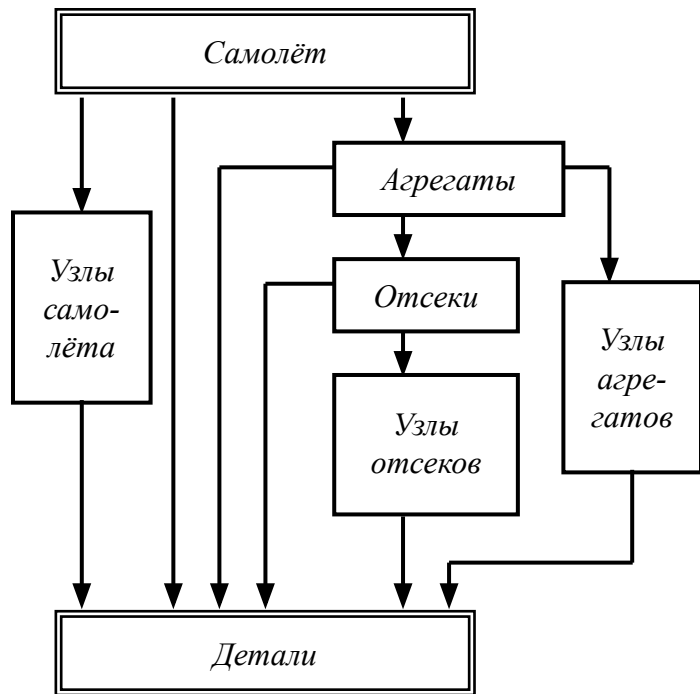 Самолёт
Агрегаты
Узлы
само-
лёта
Отсеки
Узлы
агре-
гатов
Узлы
отсеков
Детали